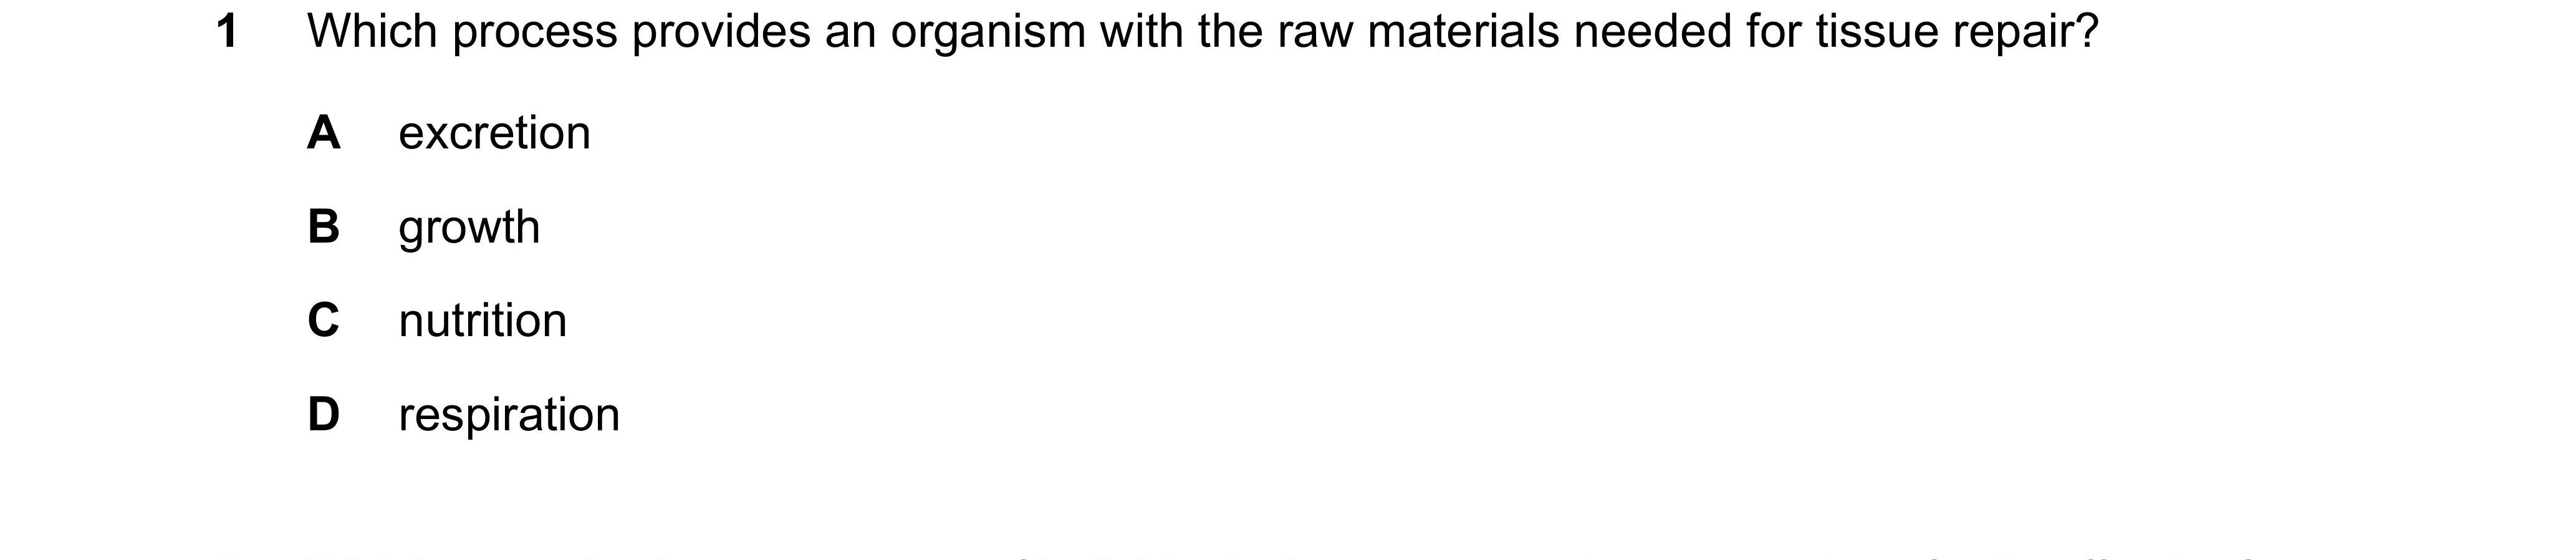 1 Which process provides an organism with the raw materials needed for tissue repair?
A excretion
B growth
C nutrition
D respiration